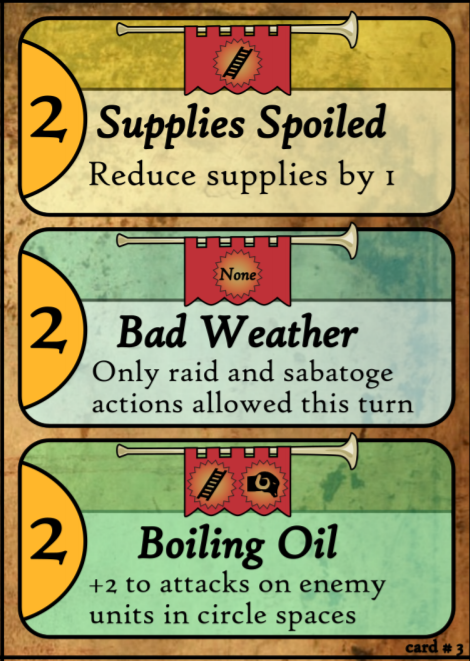 2
Supplies Spoiled
Reduce supplies by 1
None
2
Bad Weather
Only raid and sabatoge
actions allowed this turn
2
Boiling Oil
+2 to attacks on enemy
units in circle spaces
card # 3